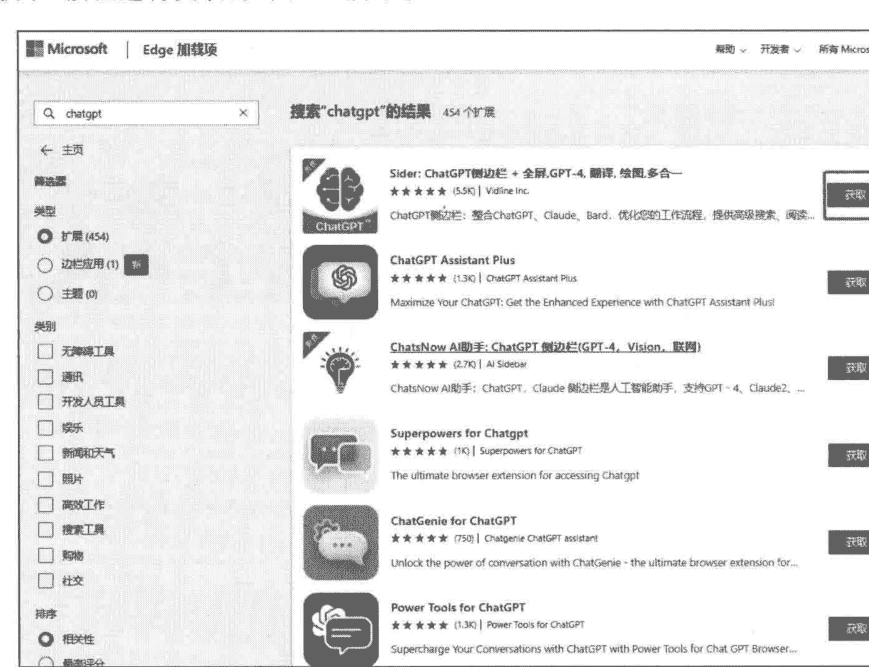 Microsoft | Edge 加载项
帮助 开发者 所有 Micros
chatgpt
搜索"chatgpt"的结果 454 个扩展
主页
筛选器
类型
扩展 (454)
边栏应用 (1) 新
主题 (0)
类别
无障碍工具
通讯
开发人员工具
娱乐
新闻和天气
照片
高效工作
搜索工具
购物
社交
排序
相关性
最高评分
ChatGPT™
Sider: ChatGPT侧边栏 + 全屏,GPT-4, 翻译, 绘图,多合一
(5.5K) | Vidline Inc.
ChatGPT侧边栏：整合ChatGPT、Claude、Bard，优化您的工作流程，提供高级搜索、阅读...
获取
ChatGPT Assistant Plus
(1.3K) | ChatGPT Assistant Plus
Maximize Your ChatGPT: Get the Enhanced Experience with ChatGPT Assistant Plus!
获取
ChatsNow AI助手: ChatGPT 侧边栏(GPT-4，Vision，联网)
(2.7K) | AI Sidebar
ChatsNow AI助手：ChatGPT，Claude 侧边栏是人工智能助手，支持GPT - 4、Claude2、...
获取
Superpowers for Chatgpt
(1K) | Superpowers for ChatGPT
The ultimate browser extension for accessing Chatgpt
获取
ChatGenie for ChatGPT
(750) | Chatgenie ChatGPT assistant
Unlock the power of conversation with ChatGenie - the ultimate browser extension for...
获取
Power Tools for ChatGPT
(1.3K) | Power Tools for ChatGPT
Supercharge Your Conversations with ChatGPT with Power Tools for Chat GPT Browser...
获取